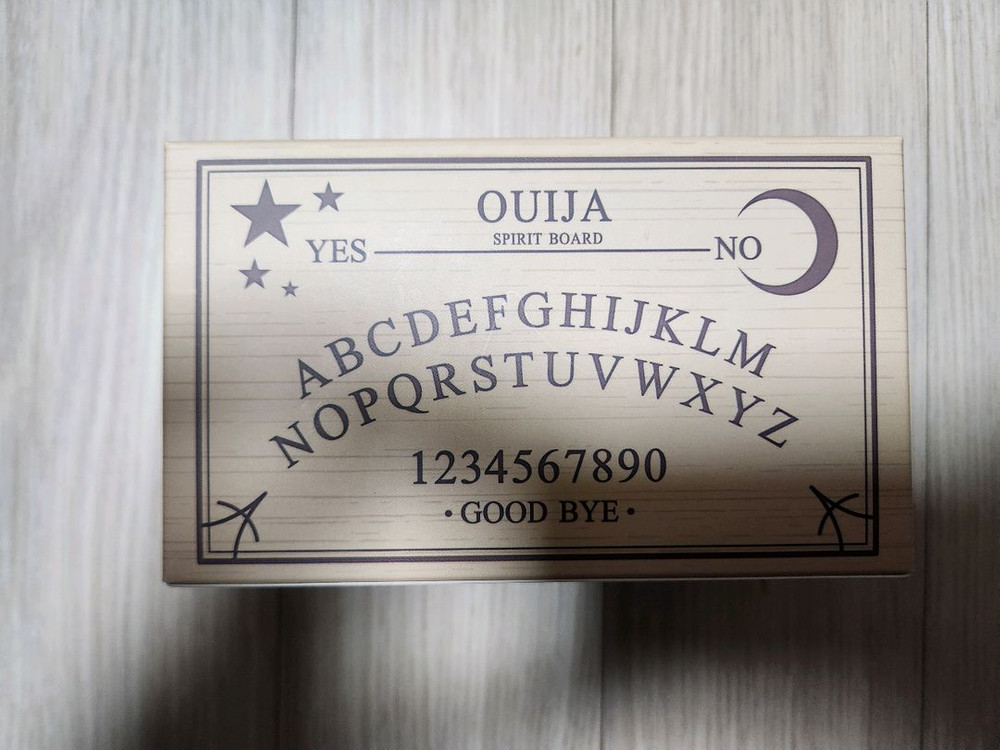 OUIJA
SPIRIT BOARD
YES NO
ABCDEFGHIJKLM
NOPQRSTUVWXYZ
1234567890
• GOOD BYE •